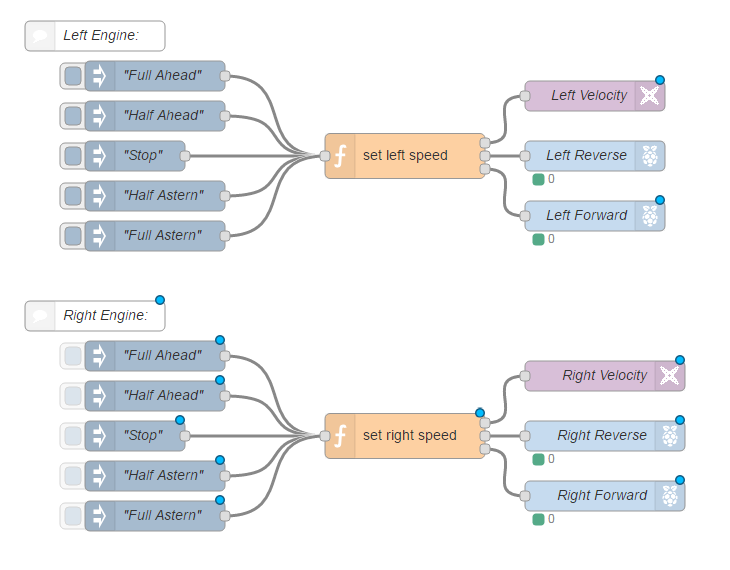 Left Engine:
"Full Ahead"
"Half Ahead"
"Stop"
"Half Astern"
"Full Astern"
set left speed
Left Velocity
Left Reverse
0
Left Forward
0
Right Engine:
"Full Ahead"
"Half Ahead"
"Stop"
"Half Astern"
"Full Astern"
set right speed
Right Velocity
Right Reverse
0
Right Forward
0